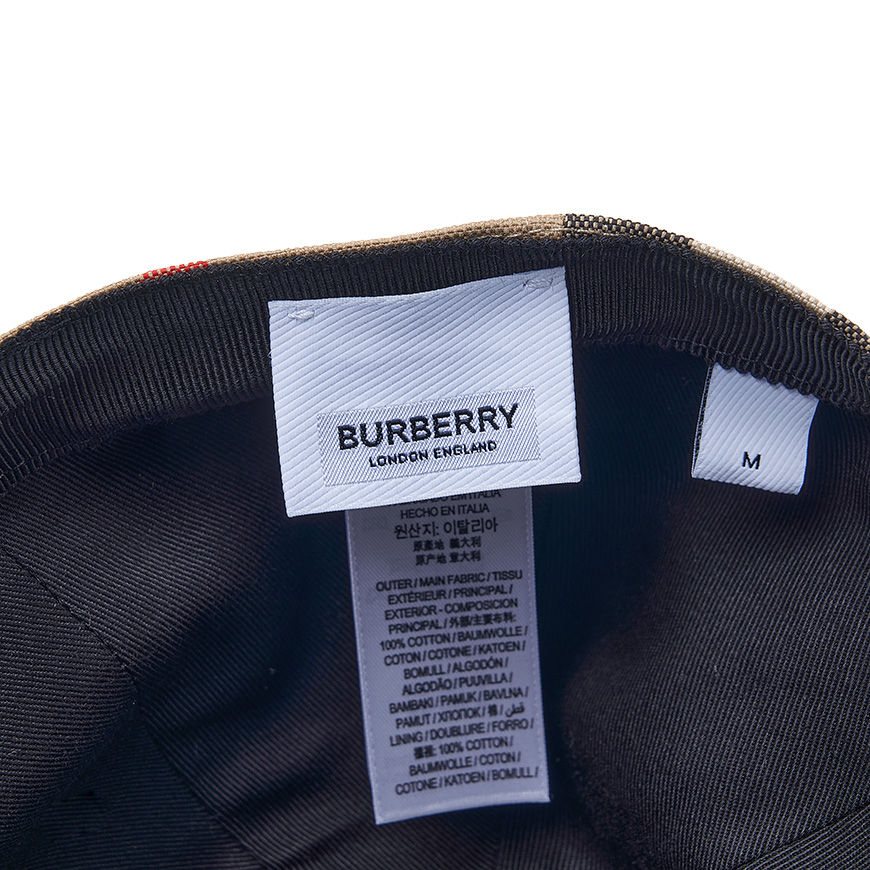 BURBERRY
LONDON ENGLAND
M
HECHO EN ITALIA
원산지: 이탈리아
原產地 義大利
原产地 意大利
OUTER / MAIN FABRIC / TISSU
EXTÉRIEUR / PRINCIPAL /
EXTERIOR - COMPOSICION
PRINCIPAL / 外部/主要布料:
100% COTTON / BAUMWOLLE /
COTON / COTONE / KATOEN /
BOMULL / ALGODÓN /
ALGODÃO / PUUVILLA /
BAMBAKI / PAMUK / BAVLNA /
PAMUT / ХЛОПОК / 棉 / قطن /
LINING / DOUBLURE / FORRO /
100% COTTON /
BAUMWOLLE / COTON /
COTONE / KATOEN / BOMULL /